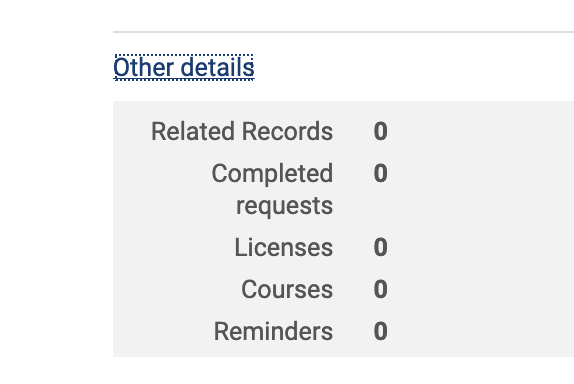 Other details
Related Records 0
Completed 0
requests
Licenses 0
Courses 0
Reminders 0